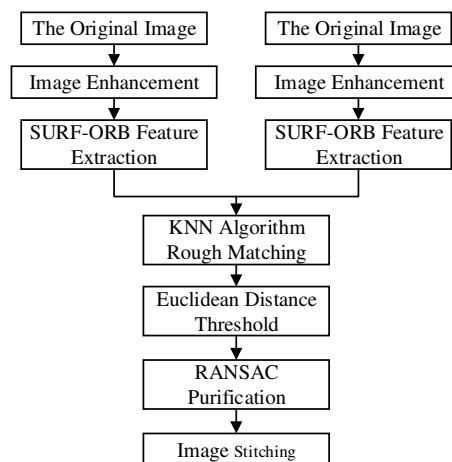 The Original Image
The Original Image
Image Enhancement
Image Enhancement
SURF-ORB Feature
Extraction
SURF-ORB Feature
Extraction
KNN Algorithm
Rough Matching
Euclidean Distance
Threshold
RANSAC
Purification
Image Stitching